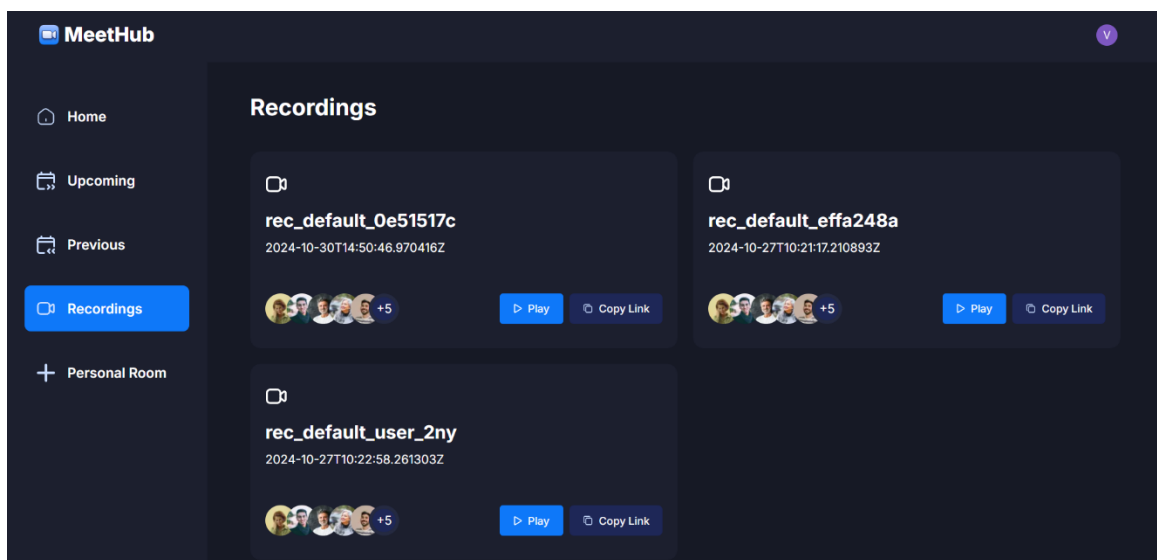 MeetHub
V
Home
Upcoming
Previous
Recordings
Personal Room
Recordings
rec_default_0e51517c
2024-10-30T14:50:46.970416Z
+5
Play
Copy Link
rec_default_effa248a
2024-10-27T10:21:17.210893Z
+5
Play
Copy Link
rec_default_user_2ny
2024-10-27T10:22:58.261303Z
+5
Play
Copy Link